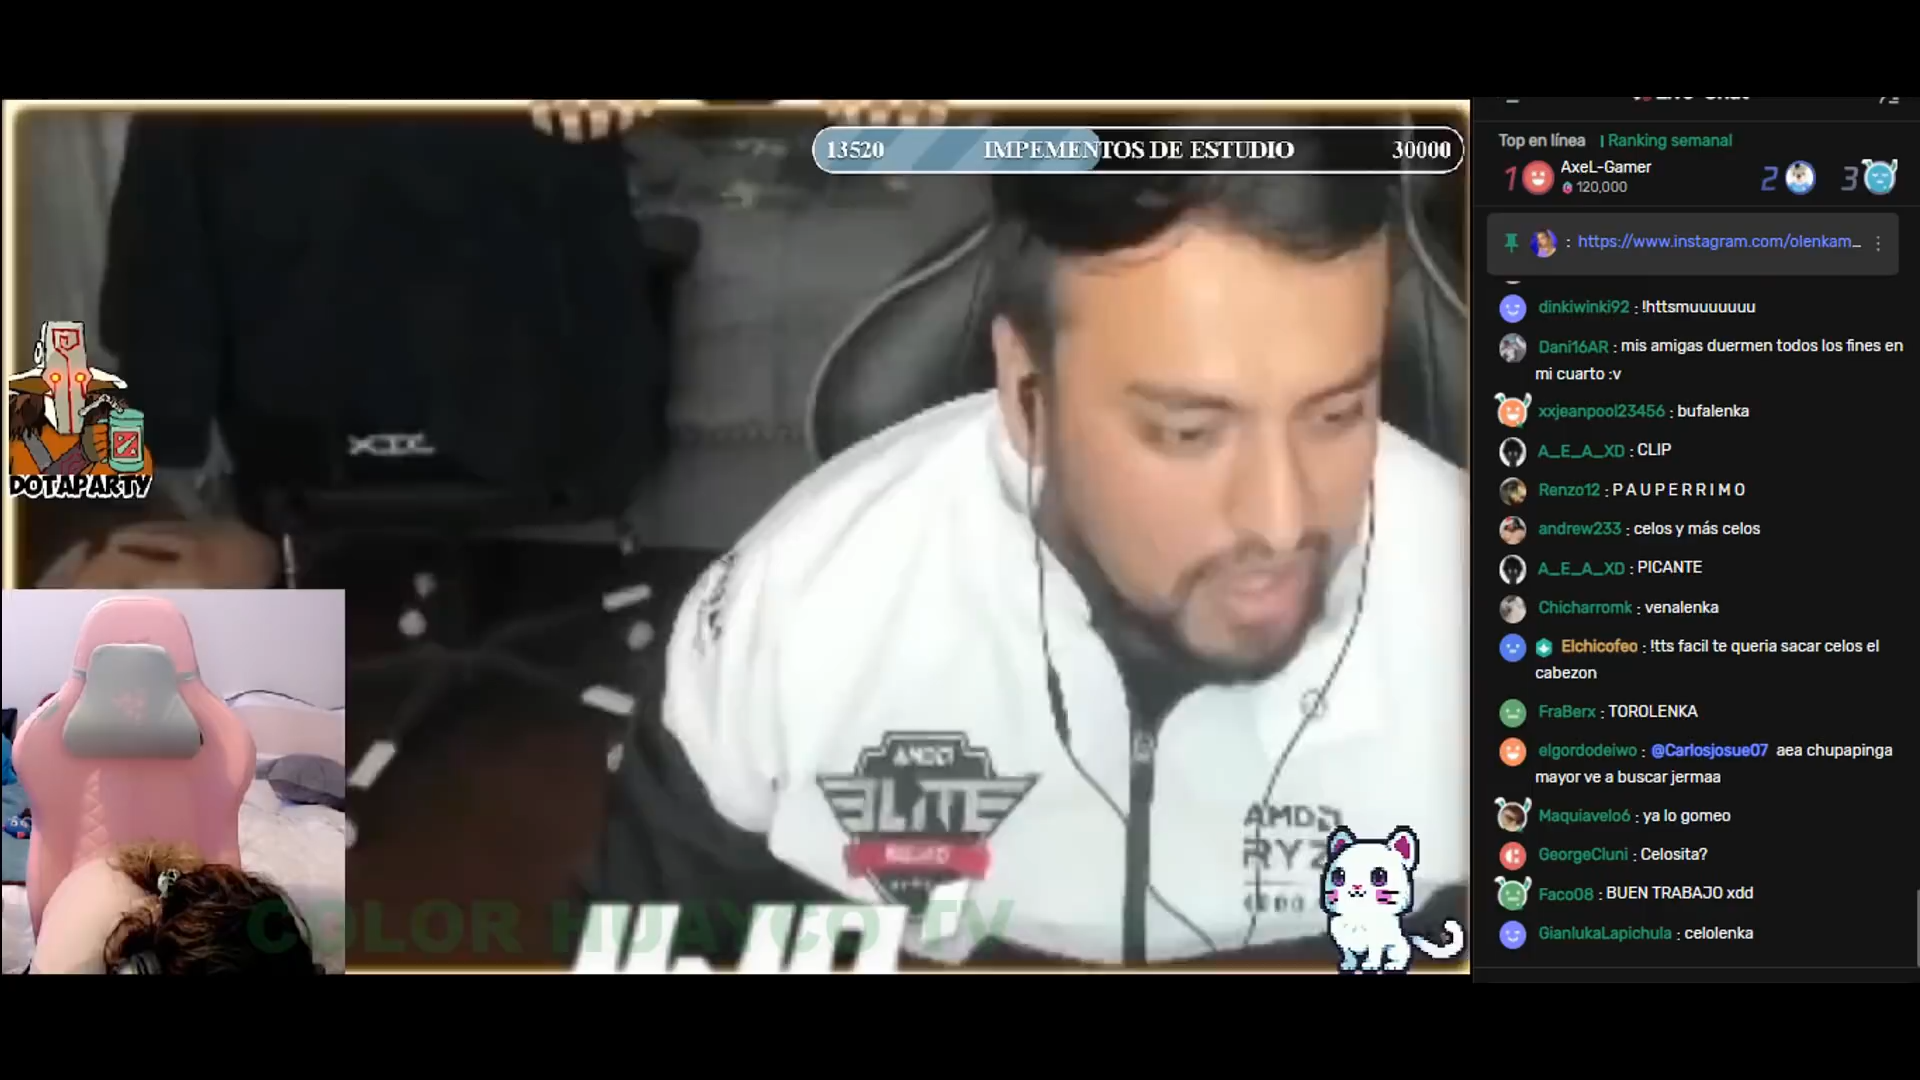 13520 IMPEMENTOS DE ESTUDIO 30000
DOTAPARTY
XTC
AMD
ELITE
AMD
COLOR HUAYCO TV
Top en línea | Ranking semanal
1 AxeL-Gamer 2 3
120,000
: https://www.instagram.com/olenkam...
dinkiwinki92 : !httsmuuuuuuu
Dani16AR : mis amigas duermen todos los fines en
mi cuarto :v
xxjeanpool23456 : bufalenka
A_E_A_XD : CLIP
Renzo12 : P A U P E R R I M O
andrew233 : celos y más celos
A_E_A_XD : PICANTE
Chicharromk : venalenka
Elchicofeo : !tts facil te queria sacar celos el
cabezon
FraBerx : TOROLENKA
elgordodeiwo : @Carlosjosue07 aea chupapinga
mayor ve a buscar jermaa
Maquiavelo6 : ya lo gomeo
GeorgeCluni : Celosita?
Faco08 : BUEN TRABAJO xdd
GianlukaLapichula : celolenka